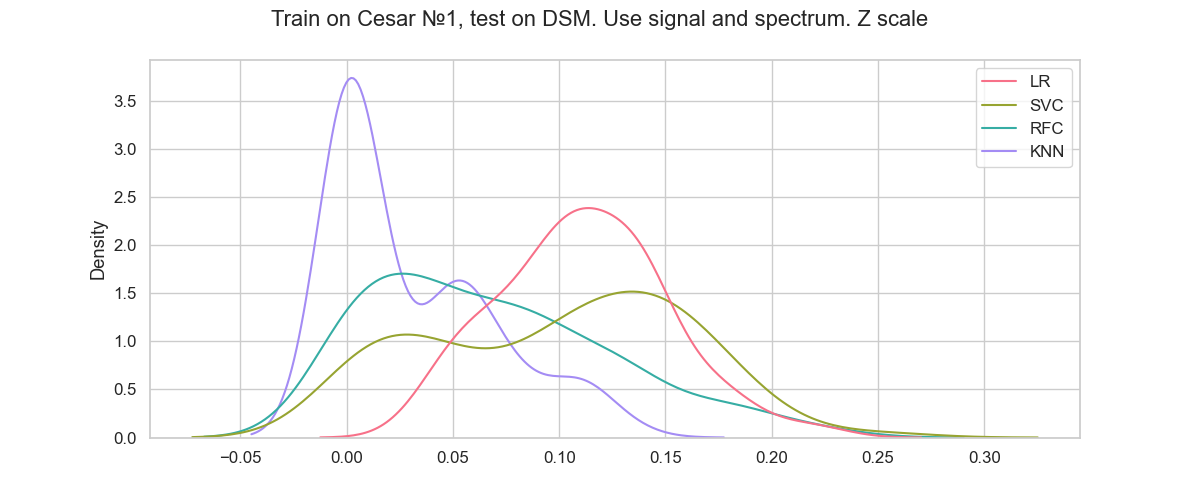 Train on Cesar №1, test on DSM. Use signal and spectrum. Z scale
LR
SVC
RFC
KNN
Density
3.5
3.0
2.5
2.0
1.5
1.0
0.5
0.0
−0.05
0.00
0.05
0.10
0.15
0.20
0.25
0.30